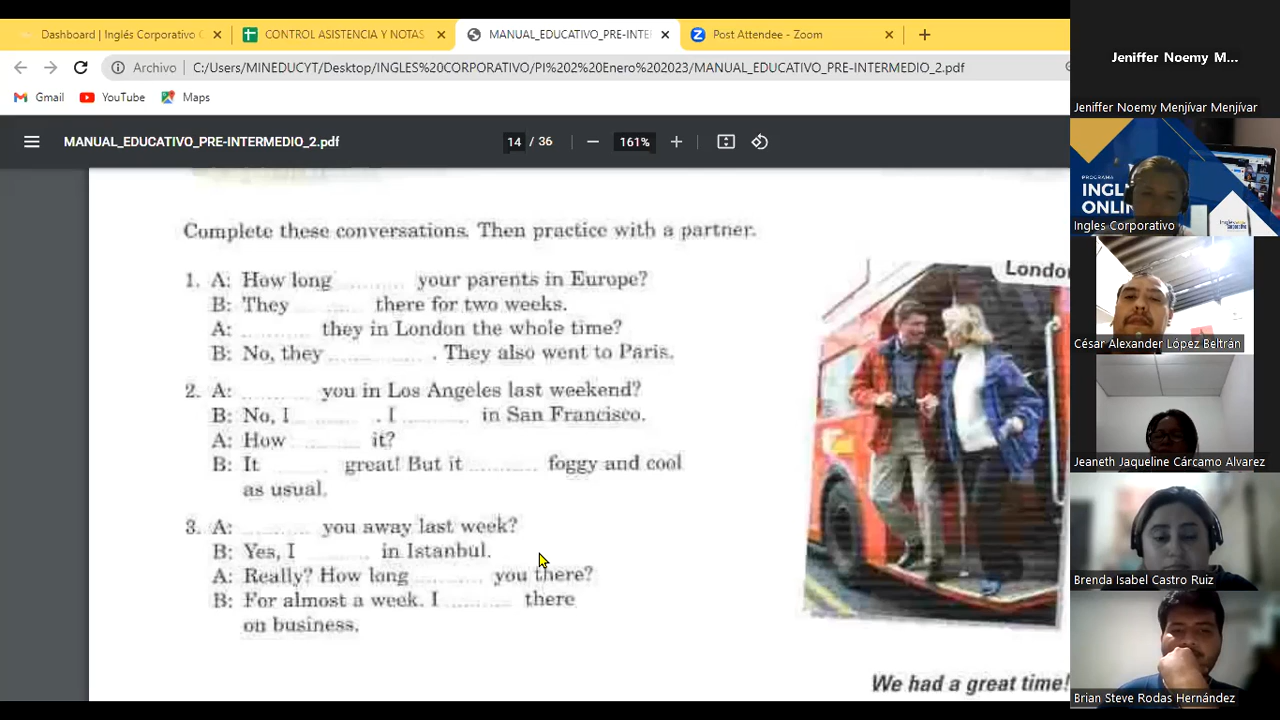 Dashboard | Inglés Corporativo
CONTROL ASISTENCIA Y NOTAS
MANUAL_EDUCATIVO_PRE-INTER
Post Attendee - Zoom
Archivo
C:/Users/MINEDUCYT/Desktop/INGLES%20CORPORATIVO/PI%202%20Enero%202023/MANUAL_EDUCATIVO_PRE-INTERMEDIO_2.pdf
Gmail
YouTube
Maps
MANUAL_EDUCATIVO_PRE-INTERMEDIO_2.pdf
14 / 36
161%
Complete these conversations. Then practice with a partner.
1. A: How long .......... your parents in Europe?
B: They .......... there for two weeks.
A: .......... they in London the whole time?
B: No, they .......... . They also went to Paris.
2. A: .......... you in Los Angeles last weekend?
B: No, I .......... . I .......... in San Francisco.
A: How .......... it?
B: It .......... great! But it .......... foggy and cool
as usual.
3. A: .......... you away last week?
B: Yes, I .......... in Istanbul.
A: Really? How long .......... you there?
B: For almost a week. I .......... there
on business.
Londo
We had a great time!
Jeniffer Noemy M...
Jeniffer Noemy Menjívar Menjívar
PROGRAMA
INGL
ONLIN
Ingles Corporativo
César Alexander López Beltrán
Jeaneth Jaqueline Cárcamo Alvarez
Brenda Isabel Castro Ruiz
Brian Steve Rodas Hernández